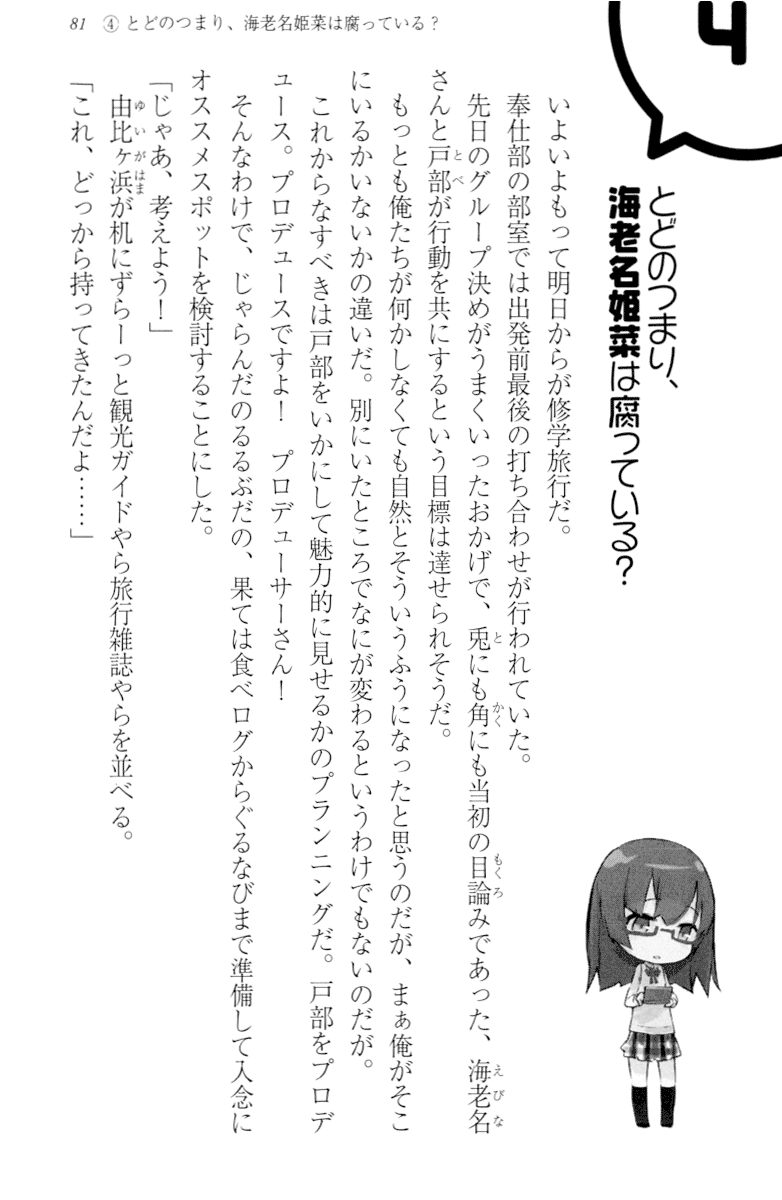 81 ④ とどのつまり、海老名姫菜は腐っている？
4
とどのつまり、
海老名姫菜は腐っている？
いよいよもって明日からが修学旅行だ。
奉仕部の部室では出発前最後の打ち合わせが行われていた。
先日のグループ決めがうまくいったおかげで、兎にも角にも当初の目論みであった、海老名
さんと戸部が行動を共にするという目標は達せられそうだ。
もっとも俺たちが何かしなくても自然とそういうふうになったと思うのだが、まぁ俺がそこ
にいるかいないかの違いだ。別にいたところでなにが変わるというわけでもないのだが。
これからなすべきは戸部をいかにして魅力的に見せるかのプランニングだ。戸部をプロデ
ュース。プロデュースですよ！　プロデューサーさん！
そんなわけで、じゃらんだのるるぶだの、果ては食べログからぐるなびまで準備して入念に
オススメスポットを検討することにした。
「じゃあ、考えよう！」
由比ヶ浜が机にずらーっと観光ガイドやら旅行雑誌やらを並べる。
「これ、どっから持ってきたんだよ……」